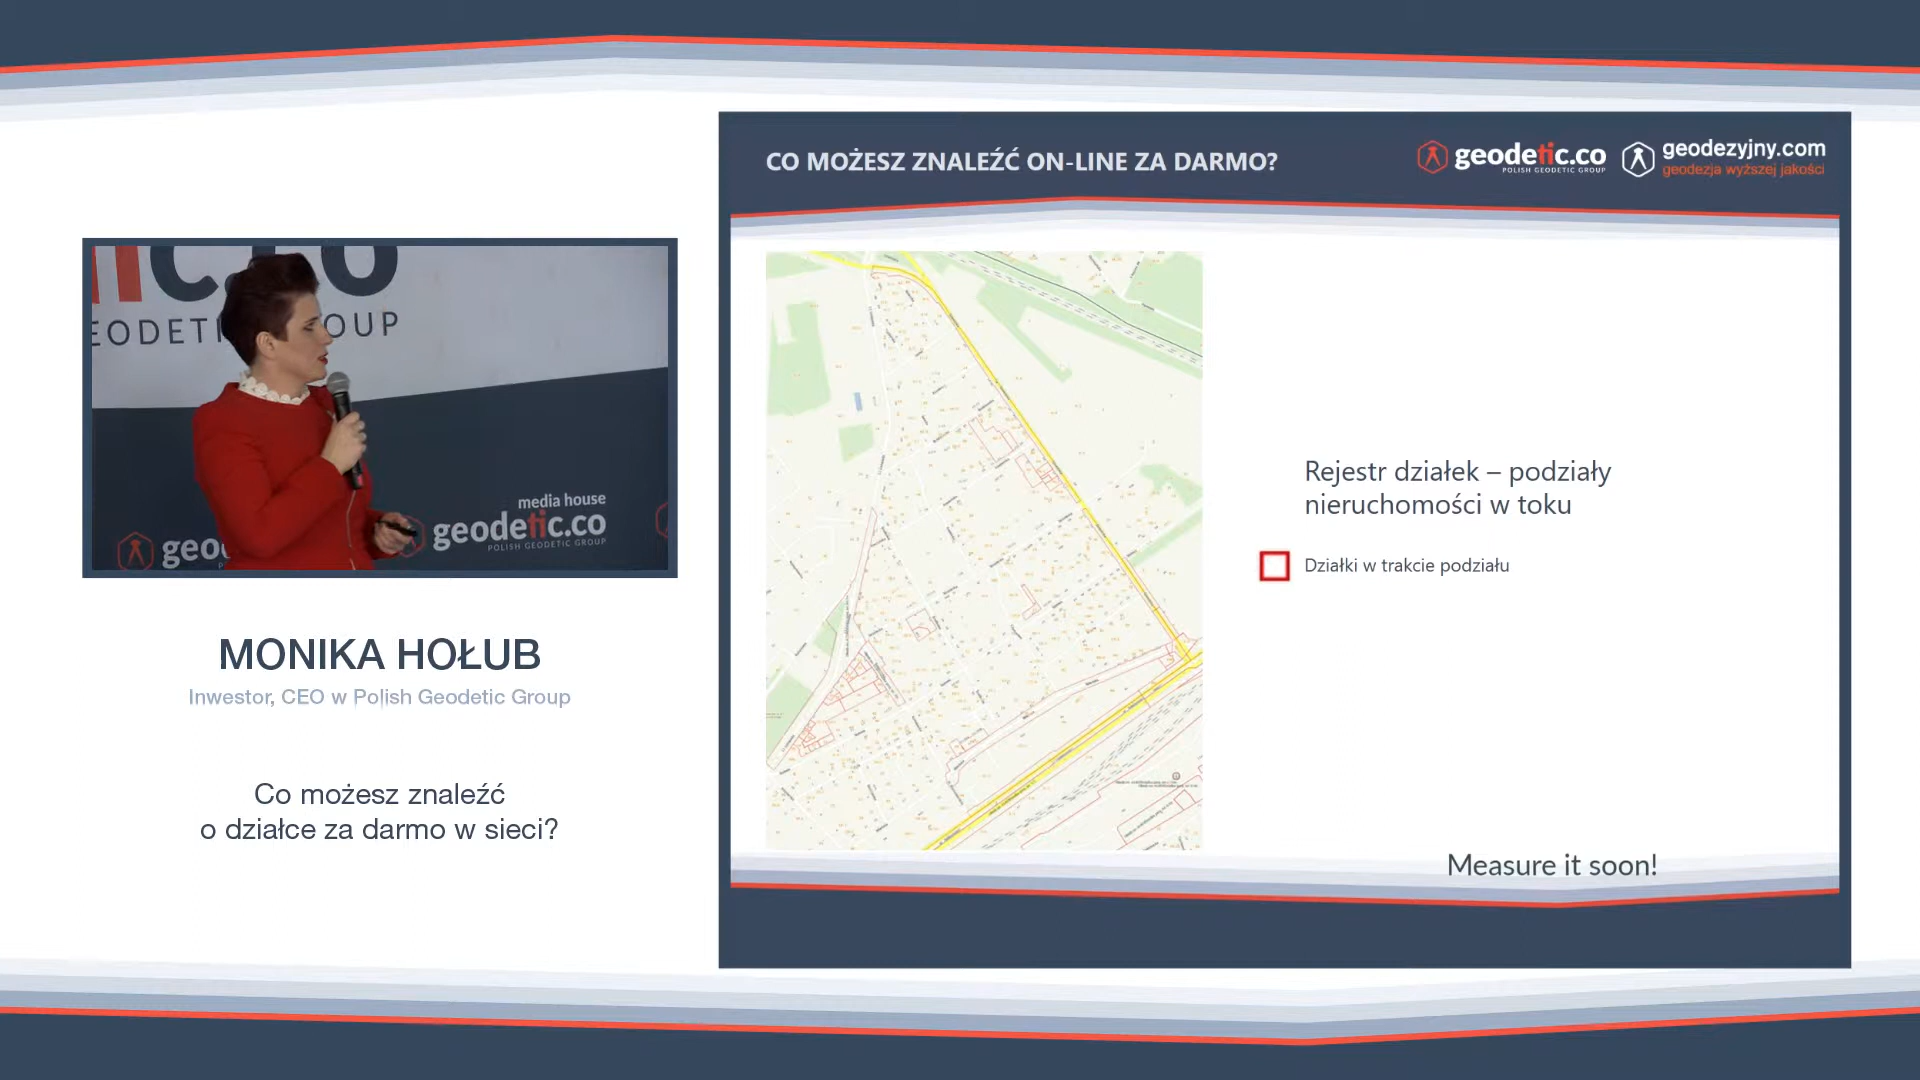 CO MOŻESZ ZNALEŹĆ ON-LINE ZA DARMO?
geodetic.co
POLISH GEODETIC GROUP
geodezyjny.com
geodezja wyższej jakości
EODETI OUP
media house
geodetic.co
POLISH GEODETIC GROUP
geo
MONIKA HOŁUB
Inwestor, CEO w Polish Geodetic Group
Co możesz znaleźć
o działce za darmo w sieci?
Rejestr działek – podziały
nieruchomości w toku
Działki w trakcie podziału
Measure it soon!